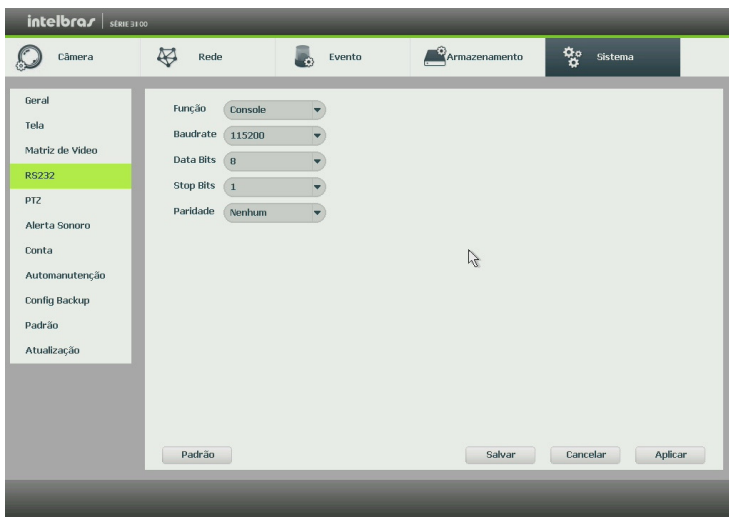 intelbras SÉRIE 3100
Câmera Rede Evento Armazenamento Sistema
Geral
Tela
Matriz de Video
RS232
PTZ
Alerta Sonoro
Conta
Automanutenção
Config Backup
Padrão
Atualização
Função Console
Baudrate 115200
Data Bits 8
Stop Bits 1
Paridade Nenhum
Padrão Salvar Cancelar Aplicar